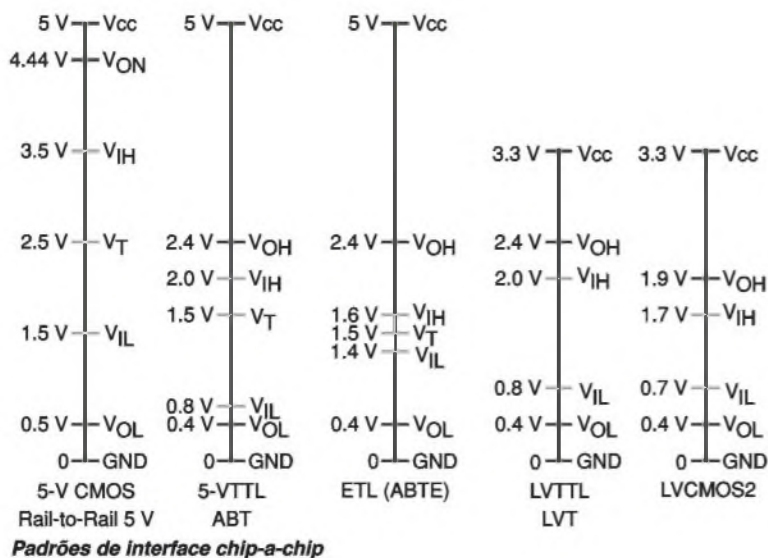 5 V Vcc
4.44 V VON
3.5 V VIH
2.5 V VT
1.5 V VIL
0.5 V VOL
0 GND
5-V CMOS
Rail-to-Rail 5 V
5 V Vcc
2.4 V VOH
2.0 V VIH
1.5 V VT
0.8 V VIL
0.4 V VOL
0 GND
5-VTTL
ABT
5 V Vcc
2.4 V VOH
1.6 V VIH
1.5 V VT
1.4 V VIL
0.4 V VOL
0 GND
ETL (ABTE)
3.3 V Vcc
2.4 V VOH
2.0 V VIH
0.8 V VIL
0.4 V VOL
0 GND
LVTTL
LVT
3.3 V Vcc
1.9 V VOH
1.7 V VIH
0.7 V VIL
0.4 V VOL
0 GND
LVCMOS2
Padrões de interface chip-a-chip